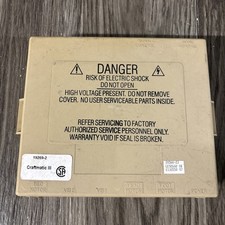 DANGER
RISK OF ELECTRIC SHOCK
DO NOT OPEN
HIGH VOLTAGE PRESENT. DO NOT REMOVE
COVER. NO USER SERVICEABLE PARTS INSIDE.
REFER SERVICING TO FACTORY
AUTHORIZED SERVICE PERSONNEL ONLY.
WARRANTY VOID IF SEAL IS BROKEN.
Craftmatic III